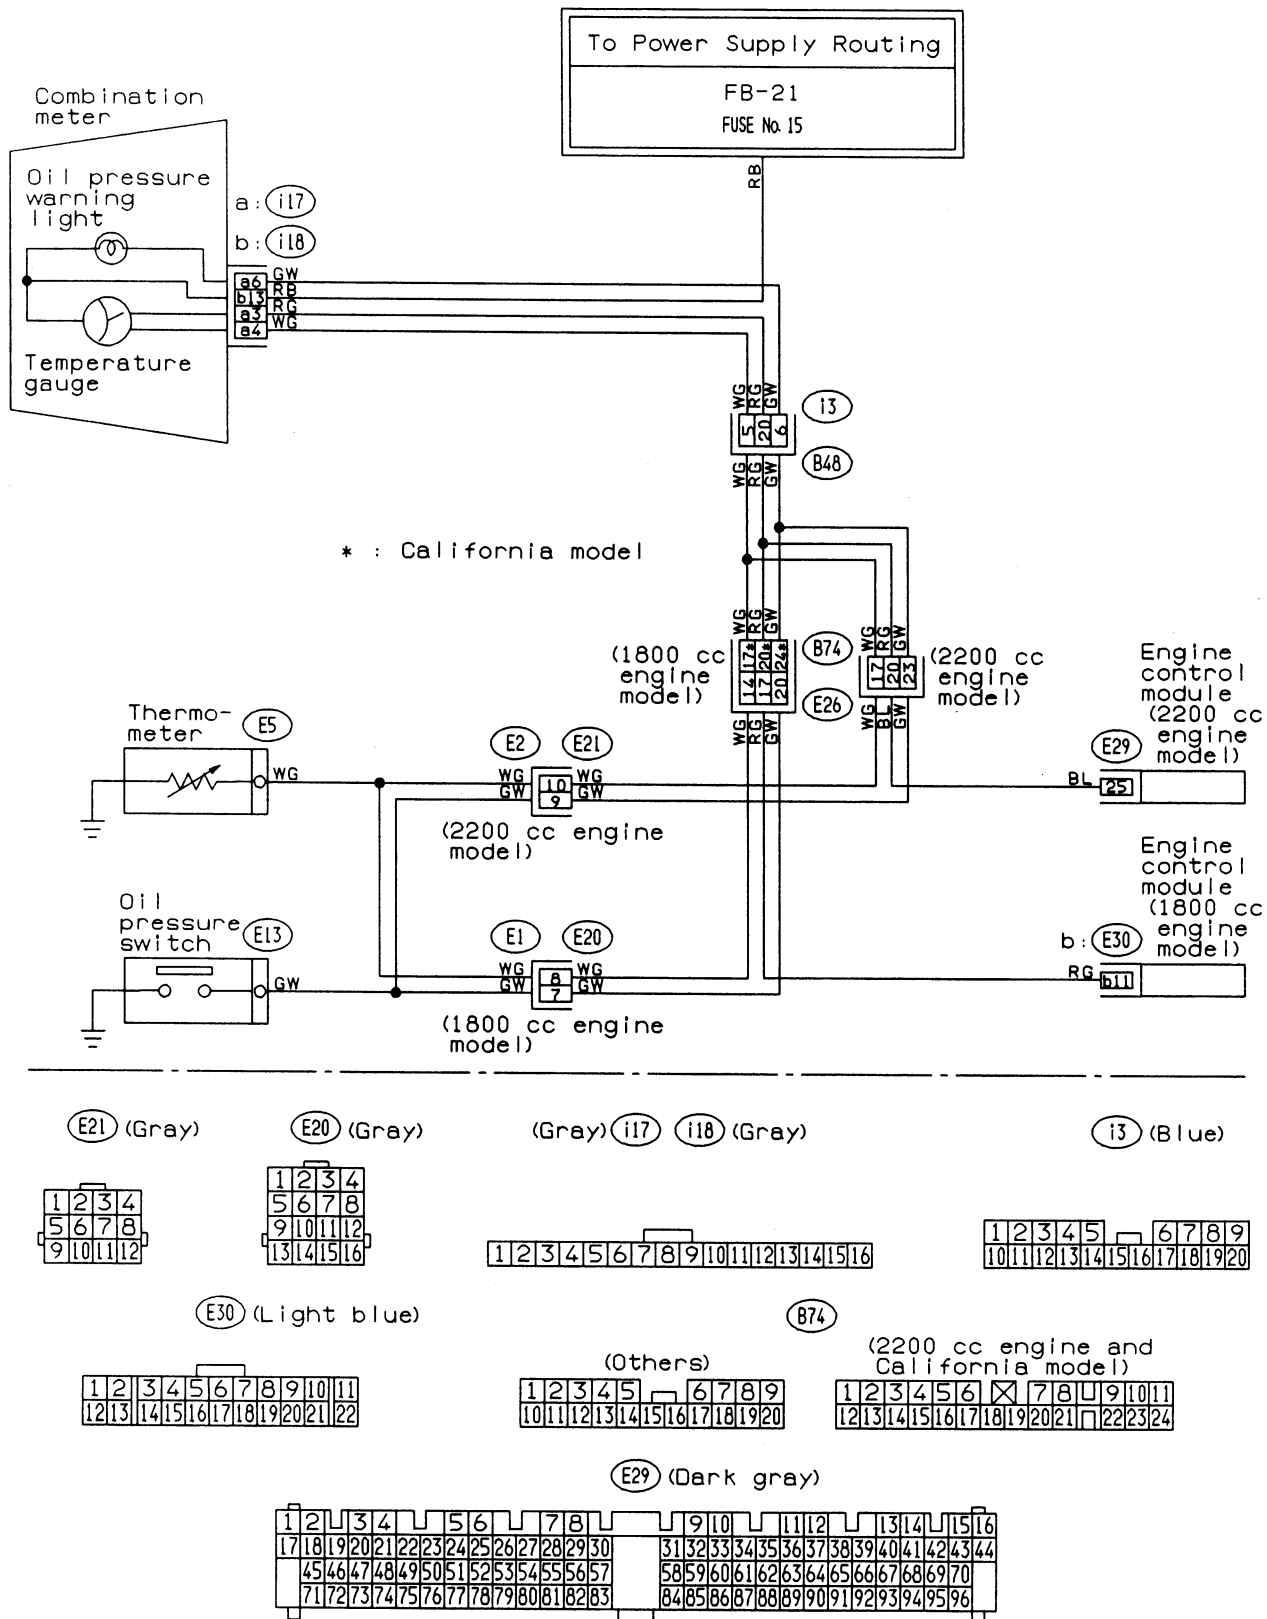 To Power Supply Routing
FB-21
FUSE No. 15
RB
Combination
meter
Oil pressure
warning
light
a: i17
b: i18
a6 GW
b13 RB
a3 RG
a4 WG
Temperature
gauge
WG RG GW
5 20 6
i3
B48
WG RG GW
* : California model
WG RG GW
17* 20* 24*
14 17 20
B74
E26
(1800 cc
engine
model)
WG RG GW
WG RG GW
17 20 23
WG BL GW
(2200 cc
engine
model)
Engine
control
module
(2200 cc
engine
model)
E29
BL 25
Thermo-
meter
E5
WG
E2 E21
WG 10 WG
GW 9 GW
(2200 cc engine
model)
Engine
control
module
(1800 cc
engine
model)
b: E30
RG b11
Oil
pressure
switch
E13
GW
E1 E20
WG 8 WG
GW 7 GW
(1800 cc engine
model)
E21 (Gray)
1 2 3 4
5 6 7 8
9 10 11 12
E20 (Gray)
1 2 3 4
5 6 7 8
9 10 11 12
13 14 15 16
(Gray) i17 i18 (Gray)
1 2 3 4 5 6 7 8 9 10 11 12 13 14 15 16
i3 (Blue)
1 2 3 4 5 6 7 8 9
10 11 12 13 14 15 16 17 18 19 20
E30 (Light blue)
1 2 3 4 5 6 7 8 9 10 11
12 13 14 15 16 17 18 19 20 21 22
B74
(Others)
1 2 3 4 5 6 7 8 9
10 11 12 13 14 15 16 17 18 19 20
(2200 cc engine and
California model)
1 2 3 4 5 6 7 8 9 10 11
12 13 14 15 16 17 18 19 20 21 22 23 24
E29 (Dark gray)
1 2 3 4 5 6 7 8 9 10 11 12 13 14 15 16
17 18 19 20 21 22 23 24 25 26 27 28 29 30 31 32 33 34 35 36 37 38 39 40 41 42 43 44
45 46 47 48 49 50 51 52 53 54 55 56 57 58 59 60 61 62 63 64 65 66 67 68 69 70
71 72 73 74 75 76 77 78 79 80 81 82 83 84 85 86 87 88 89 90 91 92 93 94 95 96